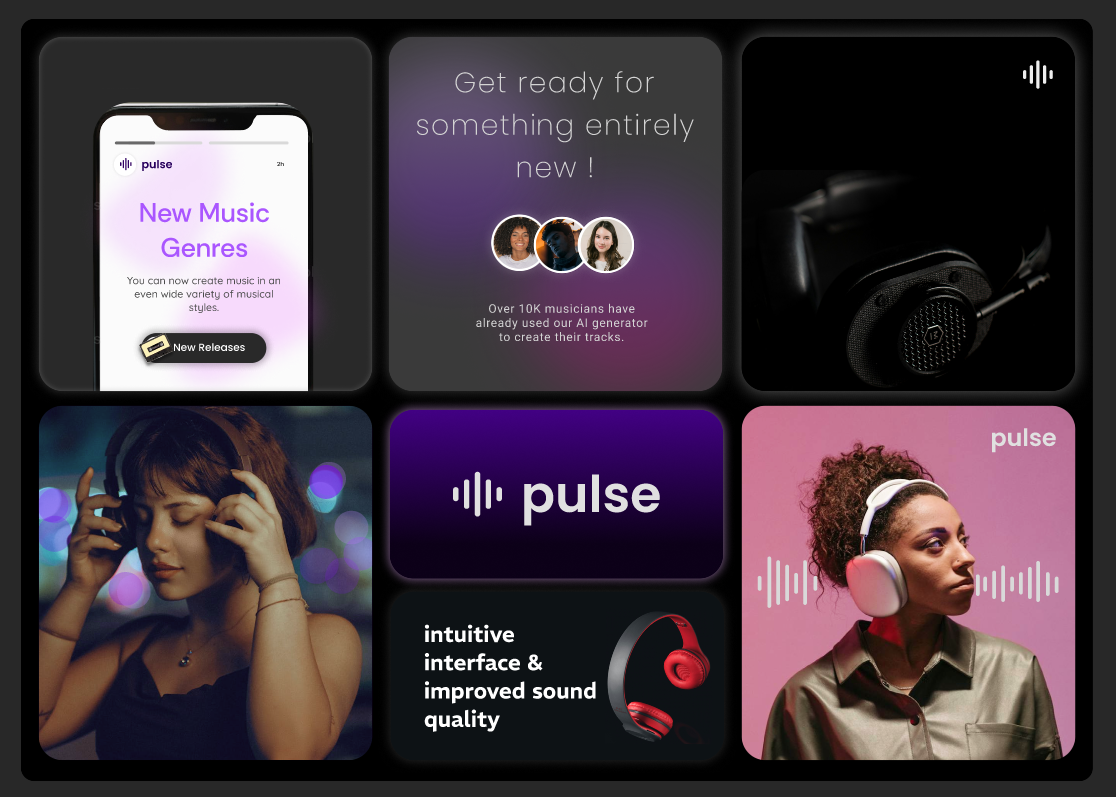 pulse
2h
New Music
Genres
You can now create music in an
even wide variety of musical
styles.
New Releases
Get ready for
something entirely
new !
Over 10K musicians have
already used our AI generator
to create their tracks.
pulse
intuitive
interface &
improved sound
quality
pulse